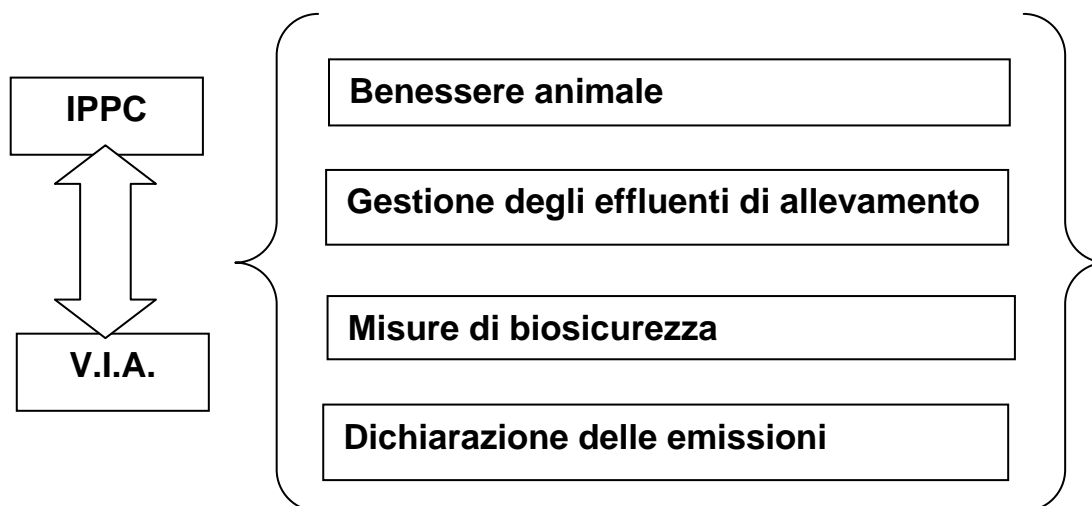 IPPC
V.I.A.
Benessere animale
Gestione degli effluenti di allevamento
Misure di biosicurezza
Dichiarazione delle emissioni